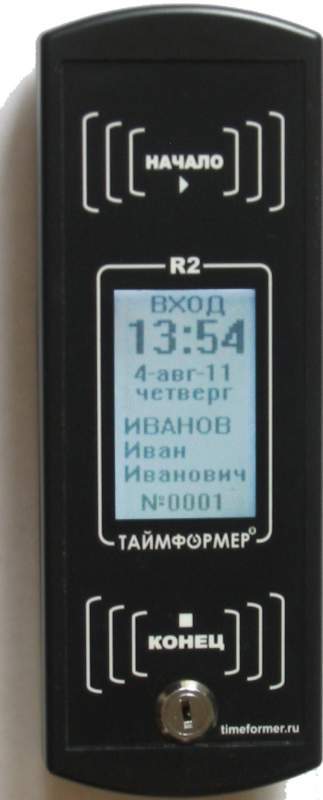 НАЧАЛО
R2
ВХОД
13:54
4-авг-11
четверг
ИВАНОВ
Иван
Иванович
№0001
ТАЙМФОРМЕР®
КОНЕЦ
timeformer.ru